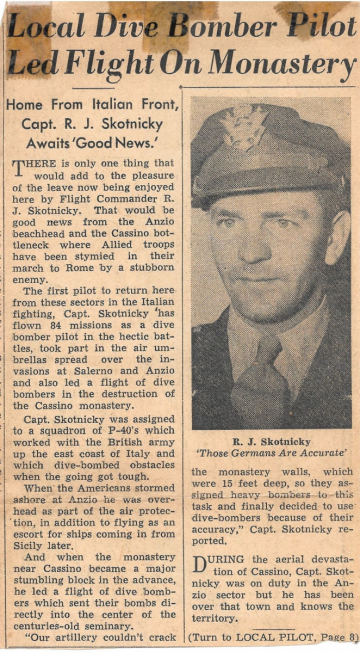 Local Dive Bomber Pilot
Led Flight On Monastery
Home From Italian Front,
Capt. R. J. Skotnicky
Awaits 'Good News.'
THERE is only one thing that
would add to the pleasure
of the leave now being enjoyed
here by Flight Commander R.
J. Skotnicky. That would be
good news from the Anzio
beachhead and the Cassino bot-
tleneck where Allied troops
have been stymied in their
march to Rome by a stubborn
enemy.
The first pilot to return here
from these sectors in the Italian
fighting, Capt. Skotnicky has
flown 84 missions as a dive
bomber pilot in the hectic bat-
tles, took part in the air um-
brellas spread over the in-
vasions at Salerno and Anzio
and also led a flight of dive
bombers in the destruction of
the Cassino monastery.
Capt. Skotnicky was assigned
to a squadron of P-40's which
worked with the British army
up the east coast of Italy and
which dive-bombed obstacles
when the going got tough.
When the Americans stormed
ashore at Anzio he was over-
head as part of the air protec-
tion, in addition to flying as an
escort for ships coming in from
Sicily later.
And when the monastery
near Cassino became a major
stumbling block in the advance,
he led a flight of dive bomb-
ers which sent their bombs di-
rectly into the center of the
centuries-old seminary.
"Our artillery couldn't crack
R. J. Skotnicky
'Those Germans Are Accurate'
the monastery walls, which
were 15 feet deep, so they as-
signed heavy bombers to this
task and finally decided to use
dive-bombers because of their
accuracy," Capt. Skotnicky re-
ported.
DURING the aerial devasta-
tion of Cassino, Capt. Skot-
nicky was on duty in the An-
zio sector but he has been
over that town and knows the
territory.
(Turn to LOCAL PILOT, Page 8)